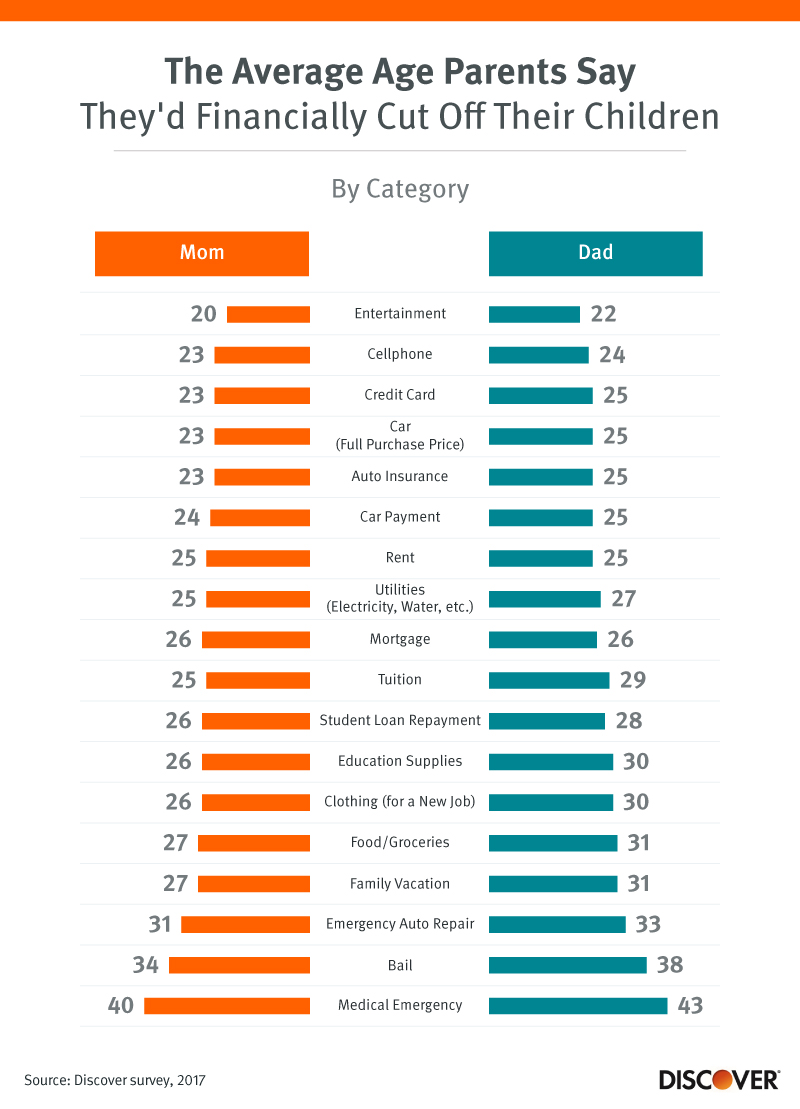 The Average Age Parents Say
They'd Financially Cut Off Their Children
By Category
Mom Dad
20 Entertainment 22
23 Cellphone 24
23 Credit Card 25
23 Car 25
(Full Purchase Price)
23 Auto Insurance 25
24 Car Payment 25
25 Rent 25
25 Utilities 27
(Electricity, Water, etc.)
26 Mortgage 26
25 Tuition 29
26 Student Loan Repayment 28
26 Education Supplies 30
26 Clothing (for a New Job) 30
27 Food/Groceries 31
27 Family Vacation 31
31 Emergency Auto Repair 33
34 Bail 38
40 Medical Emergency 43
Source: Discover survey, 2017
DISCOVER